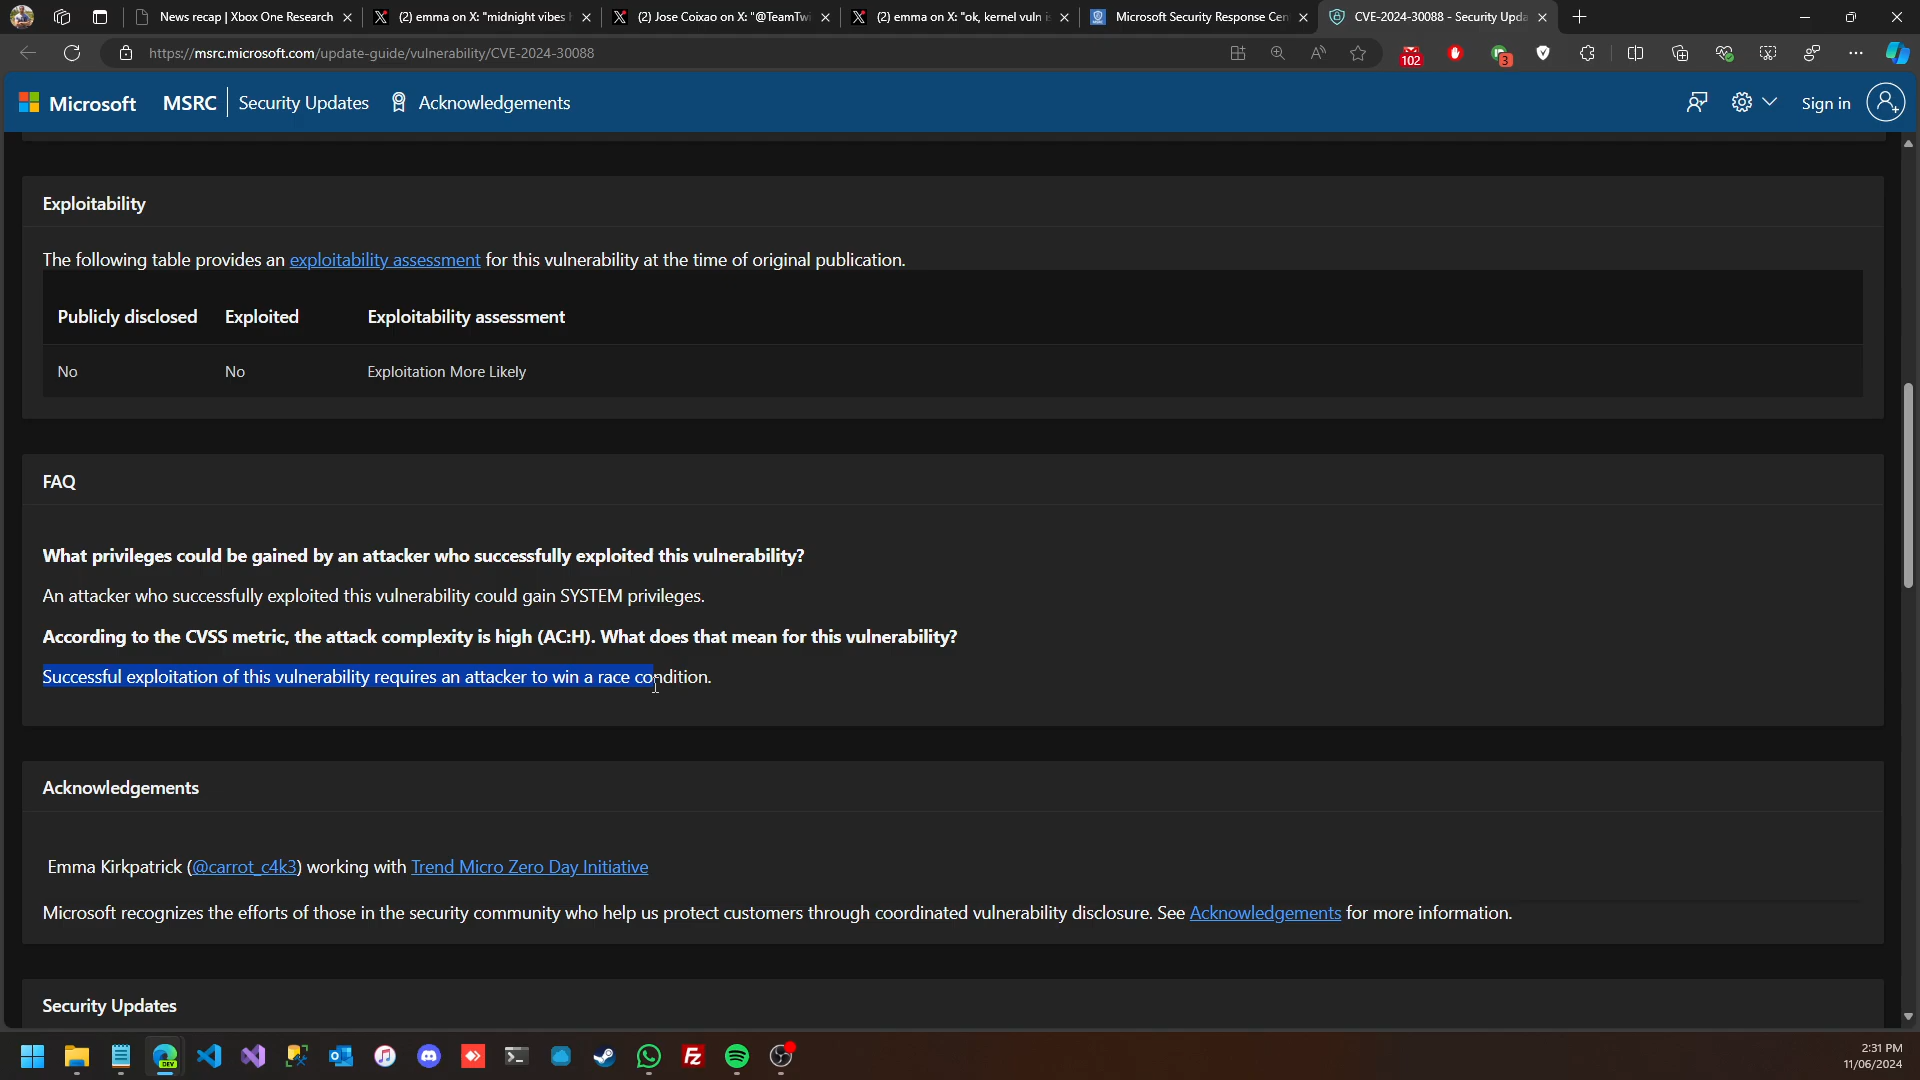 News recap | Xbox One Research
(2) emma on X: "midnight vibes
(2) Jose Coixao on X: "@TeamTwi
(2) emma on X: "ok, kernel vuln is
Microsoft Security Response Cen
CVE-2024-30088 - Security Upda
https://msrc.microsoft.com/update-guide/vulnerability/CVE-2024-30088
102
3
Microsoft
MSRC
Security Updates
Acknowledgements
Sign in
Exploitability
The following table provides an exploitability assessment for this vulnerability at the time of original publication.
Publicly disclosed Exploited Exploitability assessment
No No Exploitation More Likely
FAQ
What privileges could be gained by an attacker who successfully exploited this vulnerability?
An attacker who successfully exploited this vulnerability could gain SYSTEM privileges.
According to the CVSS metric, the attack complexity is high (AC:H). What does that mean for this vulnerability?
Successful exploitation of this vulnerability requires an attacker to win a race condition.
Acknowledgements
Emma Kirkpatrick (@carrot_c4k3) working with Trend Micro Zero Day Initiative
Microsoft recognizes the efforts of those in the security community who help us protect customers through coordinated vulnerability disclosure. See Acknowledgements for more information.
Security Updates
DEV
2:31 PM
11/06/2024